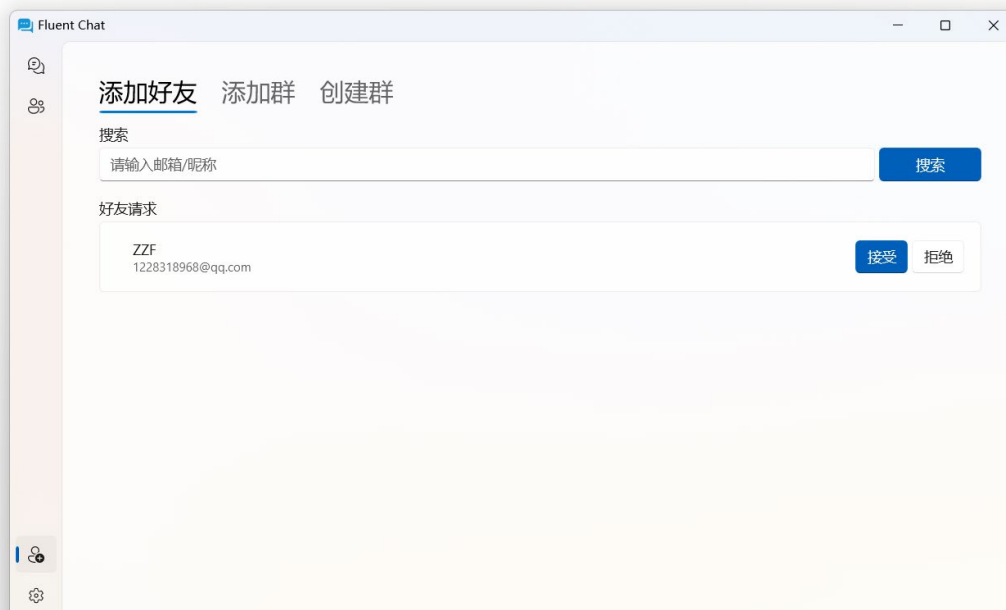 Fluent Chat
添加好友 添加群 创建群
搜索
请输入邮箱/昵称 搜索
好友请求
ZZF
1228318968@qq.com
接受 拒绝